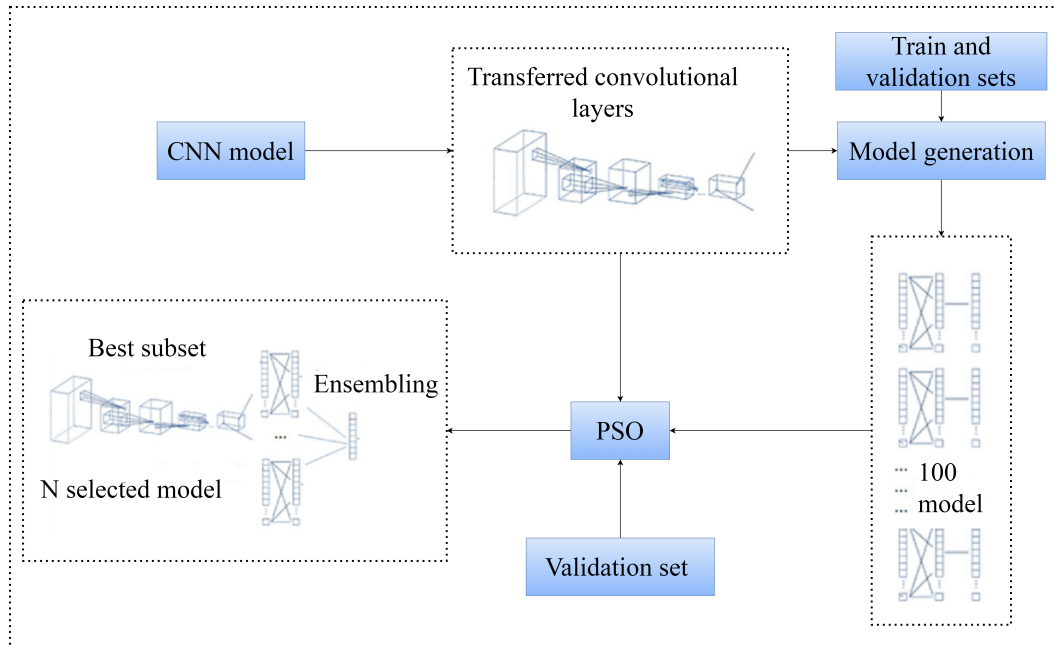 Train and
validation sets
Transferred convolutional
layers
CNN model
Model generation
Best subset
Ensembling
...
N selected model
PSO
... 100
...
... model
Validation set